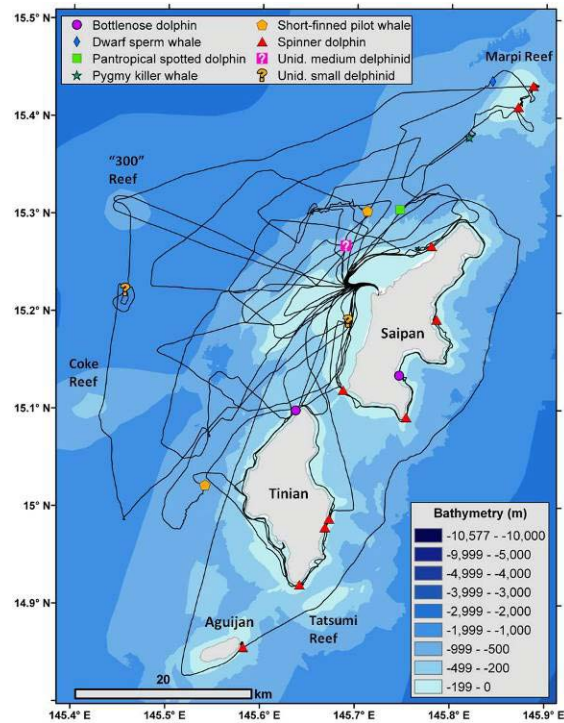 15.5'
Bottlenose dolphin
Short-finned pilot whale
Dwarf sperm whale
Spinner dolphin
Pantropical spotted dolphin
? Unid. medium delphinid
Pygmy killer whale
? Unid. small delphinid
Marpi Reef
15.4'
"300"
Reef
15.3'
?
?
15.2'
?
Saipan
Coke
Reef
15.1'
15'
Tinian
Bathymetry (m)
-10,577 - -10,000
-9,999 - -5,000
-4,999 - -4,000
-3,999 - -3,000
-2,999 - -2,000
-1,999 - -1,000
-999 - -500
-499 - -200
-199 - 0
14.9'
Aguijan
Tatsumi
Reef
14.8'
20
km
145.4'
145.5'
145.6'
145.7'
145.8'
145.9'